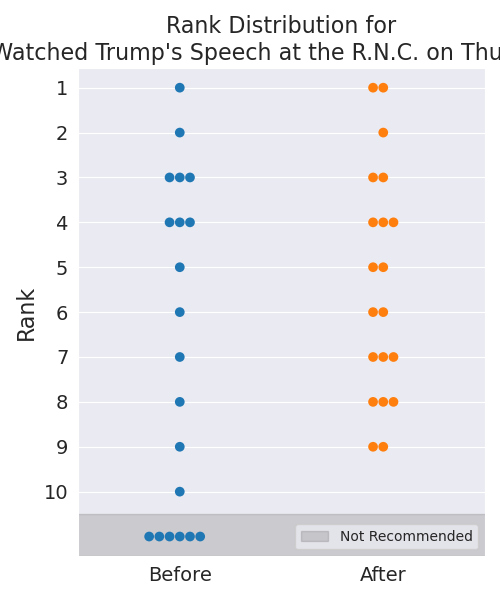 Rank Distribution for
Watched Trump's Speech at the R.N.C. on Thu
1
2
3
4
5
6
7
8
9
10
Rank
Not Recommended
Before After